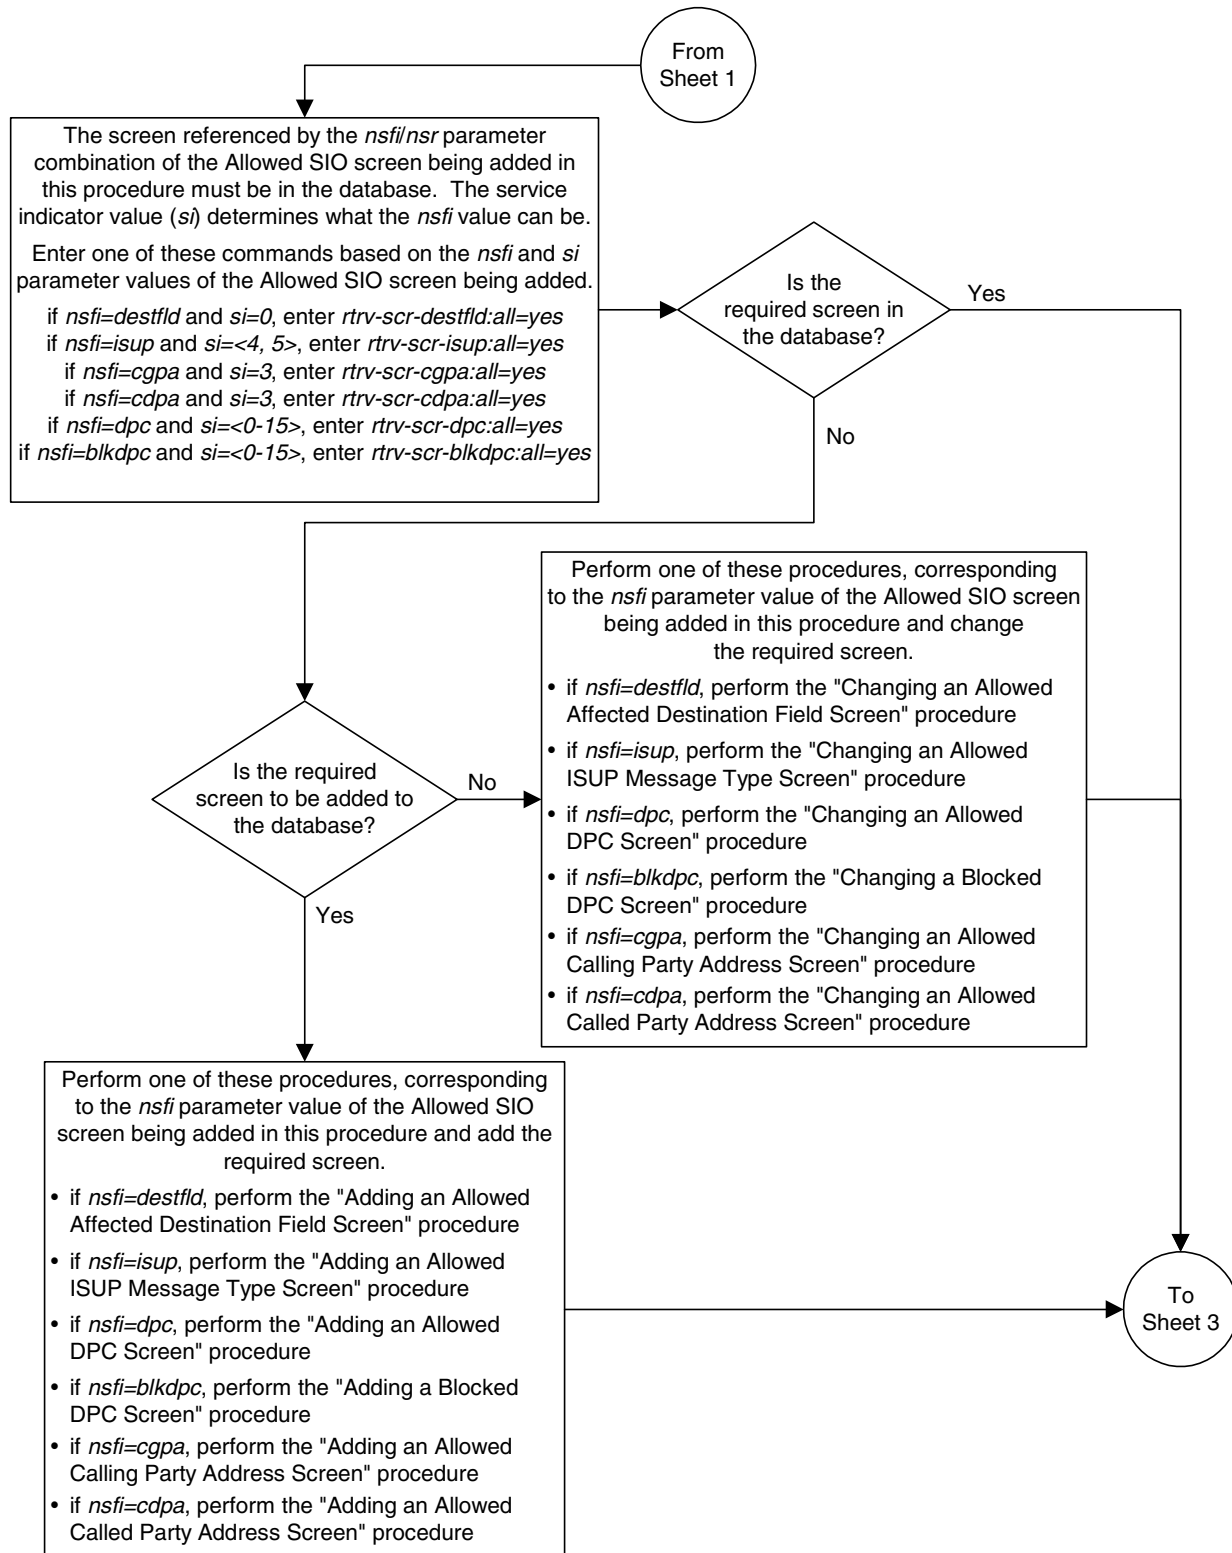 From
Sheet 1
The screen referenced by the nsfi/nsr parameter
combination of the Allowed SIO screen being added in
this procedure must be in the database. The service
indicator value (si) determines what the nsfi value can be.
Enter one of these commands based on the nsfi and si
parameter values of the Allowed SIO screen being added.
if nsfi=destfld and si=0, enter rtrv-scr-destfld:all=yes
if nsfi=isup and si=<4, 5>, enter rtrv-scr-isup:all=yes
if nsfi=cgpa and si=3, enter rtrv-scr-cgpa:all=yes
if nsfi=cdpa and si=3, enter rtrv-scr-cdpa:all=yes
if nsfi=dpc and si=<0-15>, enter rtrv-scr-dpc:all=yes
if nsfi=blkdpc and si=<0-15>, enter rtrv-scr-blkdpc:all=yes
Is the
required screen in
the database?
Yes
No
Is the required
screen to be added to
the database?
No
Yes
Perform one of these procedures, corresponding
to the nsfi parameter value of the Allowed SIO screen
being added in this procedure and change
the required screen.
• if nsfi=destfld, perform the "Changing an Allowed
Affected Destination Field Screen" procedure
• if nsfi=isup, perform the "Changing an Allowed
ISUP Message Type Screen" procedure
• if nsfi=dpc, perform the "Changing an Allowed
DPC Screen" procedure
• if nsfi=blkdpc, perform the "Changing a Blocked
DPC Screen" procedure
• if nsfi=cgpa, perform the "Changing an Allowed
Calling Party Address Screen" procedure
• if nsfi=cdpa, perform the "Changing an Allowed
Called Party Address Screen" procedure
Perform one of these procedures, corresponding
to the nsfi parameter value of the Allowed SIO
screen being added in this procedure and add the
required screen.
• if nsfi=destfld, perform the "Adding an Allowed
Affected Destination Field Screen" procedure
• if nsfi=isup, perform the "Adding an Allowed
ISUP Message Type Screen" procedure
• if nsfi=dpc, perform the "Adding an Allowed
DPC Screen" procedure
• if nsfi=blkdpc, perform the "Adding a Blocked
DPC Screen" procedure
• if nsfi=cgpa, perform the "Adding an Allowed
Calling Party Address Screen" procedure
• if nsfi=cdpa, perform the "Adding an Allowed
Called Party Address Screen" procedure
To
Sheet 3